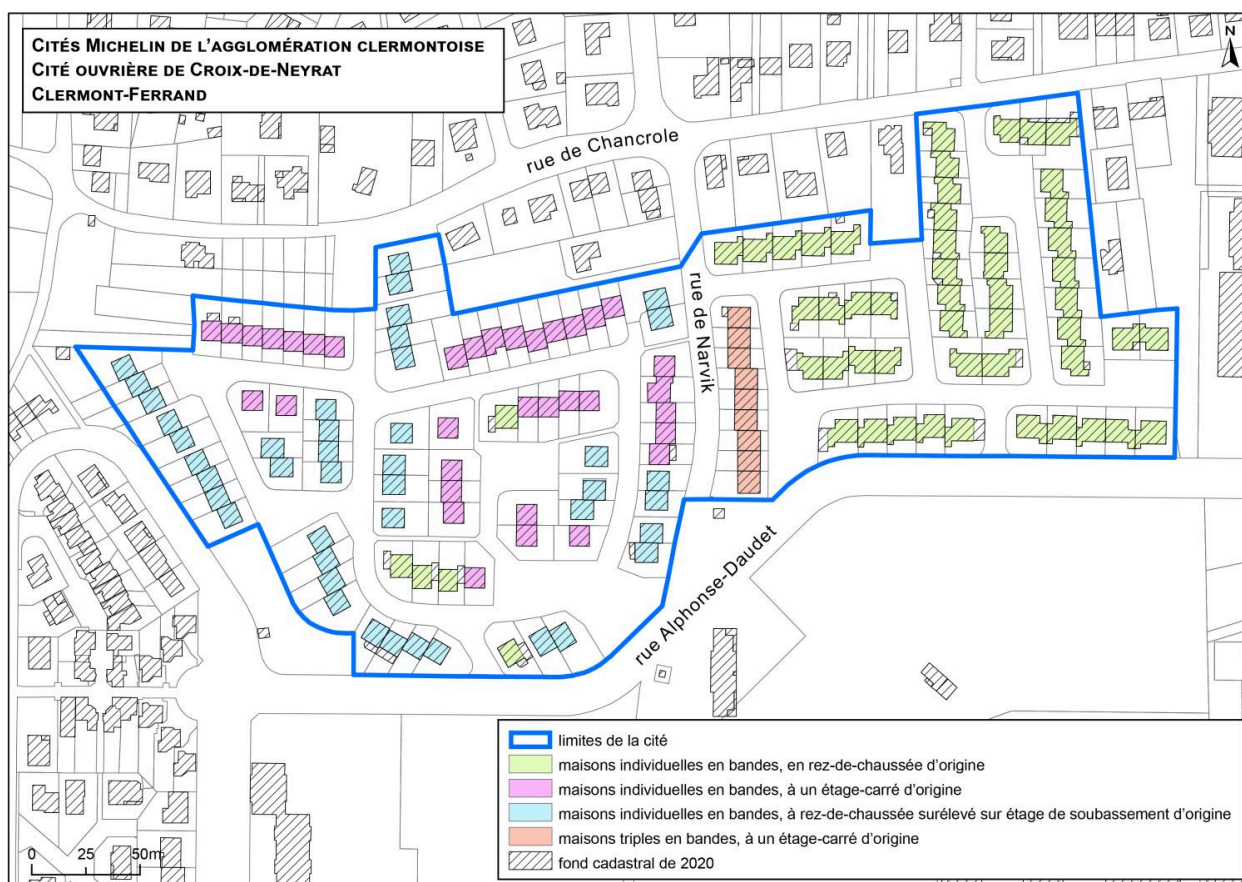 CITÉS MICHELIN DE L'AGGLOMÉRATION CLERMONTOISE
CITÉ OUVRIÈRE DE CROIX-DE-NEYRAT
CLERMONT-FERRAND
N
rue de Chancrole
rue de Narvik
rue Alphonse-Daudet
limites de la cité
maisons individuelles en bandes, en rez-de-chaussée d'origine
maisons individuelles en bandes, à un étage-carré d'origine
maisons individuelles en bandes, à rez-de-chaussée surélevé sur étage de soubassement d'origine
maisons triples en bandes, à un étage-carré d'origine
fond cadastral de 2020
0 25 50m